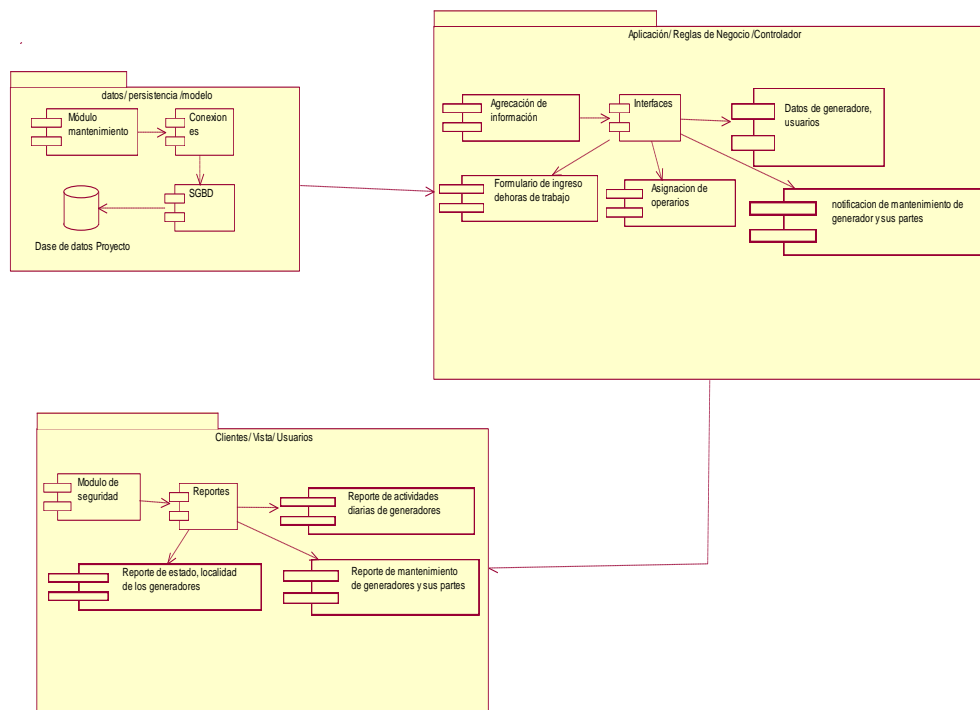 Aplicación/ Reglas de Negocio /Controlador
Agrecación de
información
Interfaces
Datos de generadore,
usuarios
Formulario de ingreso
dehoras de trabajo
Asignacion de
operarios
notificacion de mantenimiento de
generador y sus partes
datos/ persistencia /modelo
Módulo
mantenimiento
Conexion
es
SGBD
Dase de datos Proyecto
Clientes/ Vista/ Usuarios
Modulo de
seguridad
Reportes
Reporte de actividades
diarias de generadores
Reporte de estado, localidad
de los generadores
Reporte de mantenimiento
de generadores y sus partes